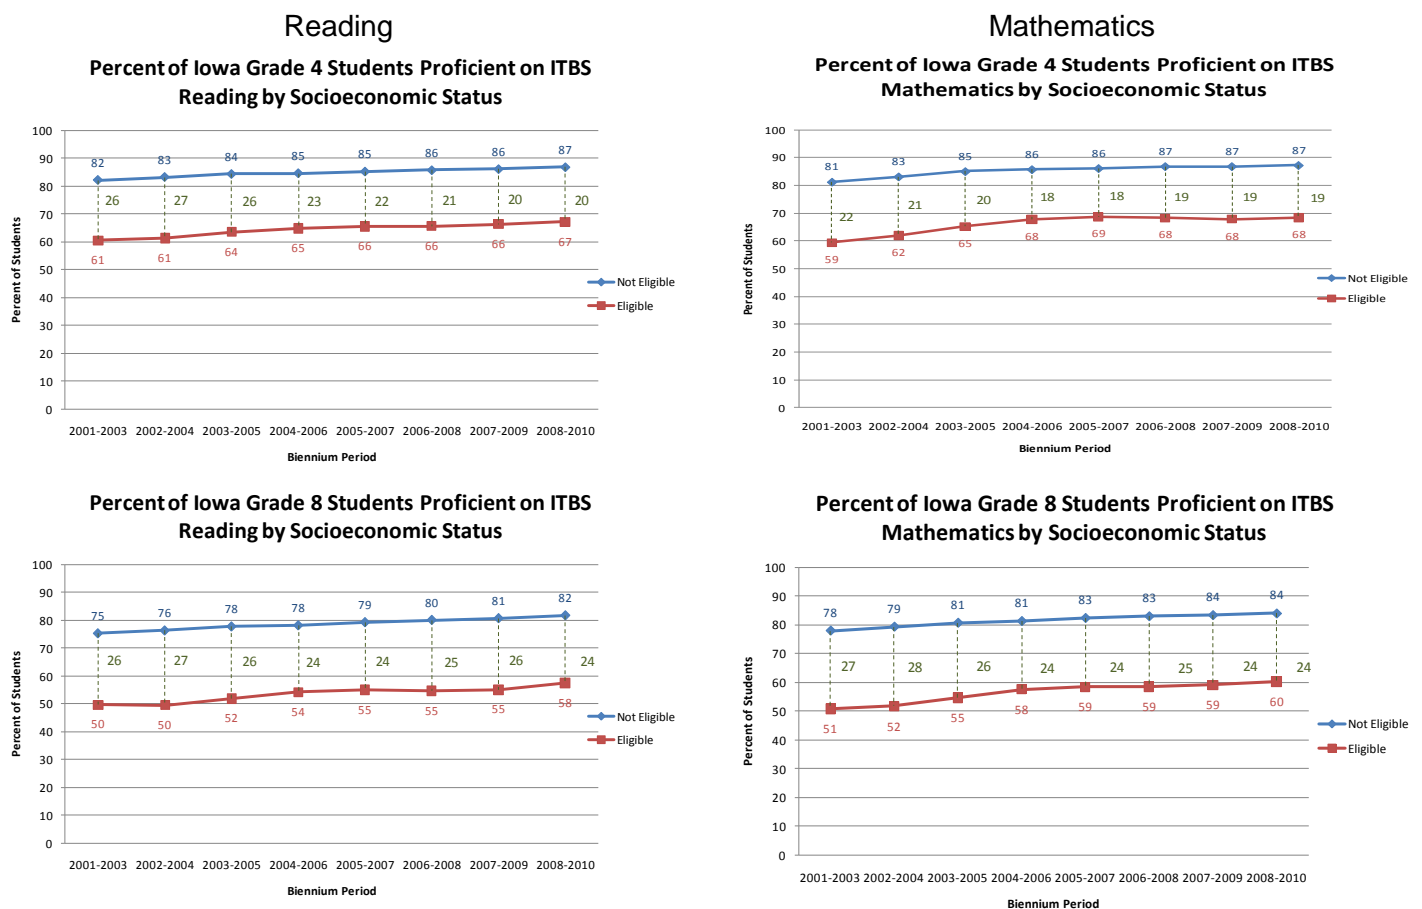 Reading
Percent of Iowa Grade 4 Students Proficient on ITBS
Reading by Socioeconomic Status
100
90
80
70
60
50
40
30
20
10
0
Percent of Students
82 83 84 85 85 86 86 87
26 27 26 23 22 21 20 20
61 61 64 65 66 66 66 67
Not Eligible
Eligible
2001-2003 2002-2004 2003-2005 2004-2006 2005-2007 2006-2008 2007-2009 2008-2010
Biennium Period
Mathematics
Percent of Iowa Grade 4 Students Proficient on ITBS
Mathematics by Socioeconomic Status
100
90
80
70
60
50
40
30
20
10
0
Percent of Students
81 83 85 86 86 87 87 87
22 21 20 18 18 19 19 19
59 62 65 68 69 68 68 68
Not Eligible
Eligible
2001-2003 2002-2004 2003-2005 2004-2006 2005-2007 2006-2008 2007-2009 2008-2010
Biennium Period
Percent of Iowa Grade 8 Students Proficient on ITBS
Reading by Socioeconomic Status
100
90
80
70
60
50
40
30
20
10
0
Percent of Students
75 76 78 78 79 80 81 82
26 27 26 24 24 25 26 24
50 50 52 54 55 55 55 58
Not Eligible
Eligible
2001-2003 2002-2004 2003-2005 2004-2006 2005-2007 2006-2008 2007-2009 2008-2010
Biennium Period
Percent of Iowa Grade 8 Students Proficient on ITBS
Mathematics by Socioeconomic Status
100
90
80
70
60
50
40
30
20
10
0
Percent of Students
78 79 81 81 83 83 84 84
27 28 26 24 24 25 24 24
51 52 55 58 59 59 59 60
Not Eligible
Eligible
2001-2003 2002-2004 2003-2005 2004-2006 2005-2007 2006-2008 2007-2009 2008-2010
Biennium Period